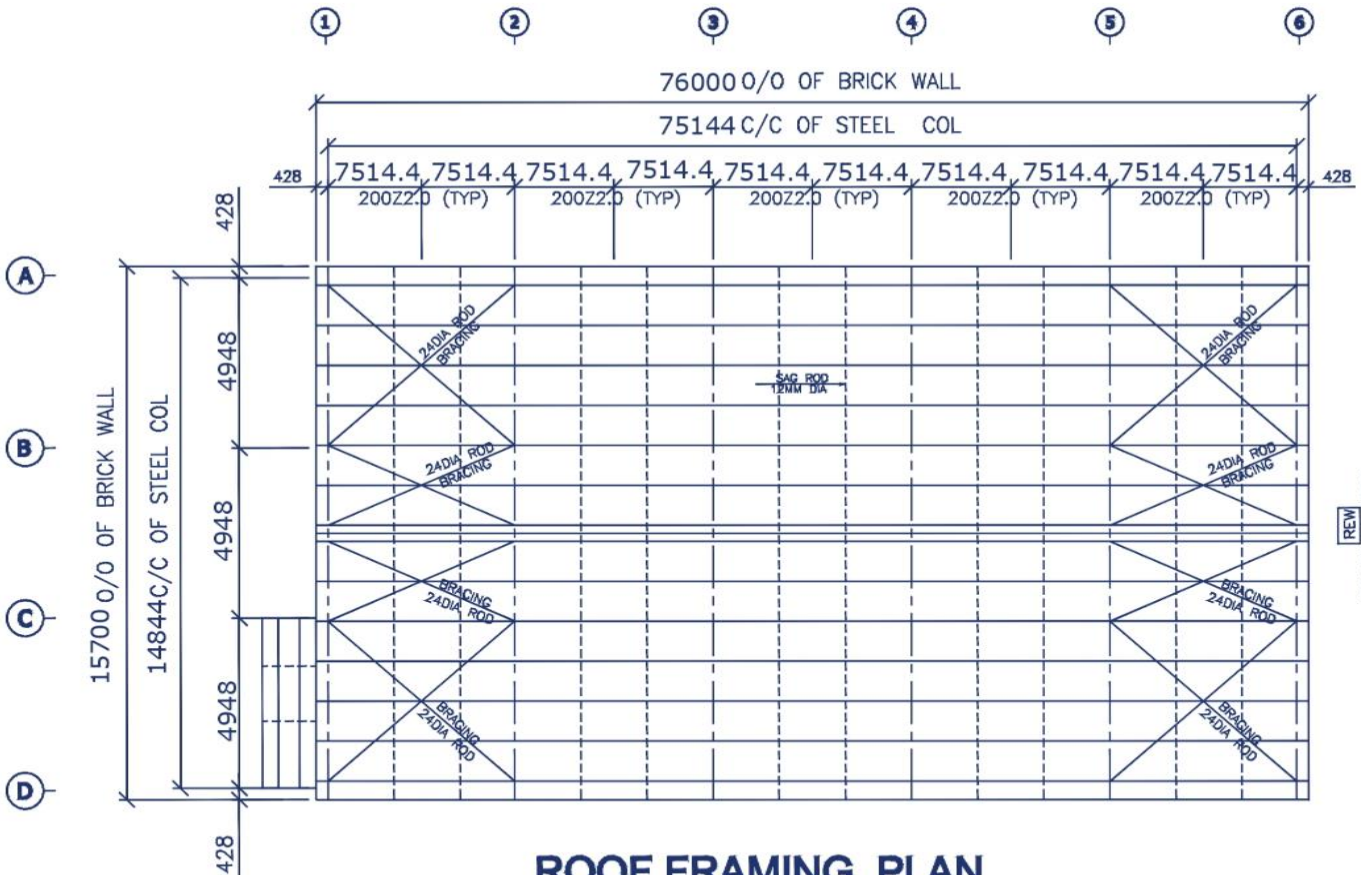 1 2 3 4 5 6
76000 O/O OF BRICK WALL
75144 C/C OF STEEL COL
428 7514.4 7514.4 7514.4 7514.4 7514.4 7514.4 7514.4 7514.4 7514.4 7514.4 428
200Z2.0 (TYP) 200Z2.0 (TYP) 200Z2.0 (TYP) 200Z2.0 (TYP) 200Z2.0 (TYP)
428
A
B
C
D
15700 O/O OF BRICK WALL
14844 C/C OF STEEL COL
4948
4948
4948
428
24DIA ROD
BRACING
24DIA ROD
BRACING
SAG ROD
12MM DIA
24DIA ROD
BRACING
24DIA ROD
BRACING
BRACING
24DIA ROD
BRACING
24DIA ROD
BRACING
24DIA ROD
BRACING
24DIA ROD
REW
ROOF FRAMING PLAN